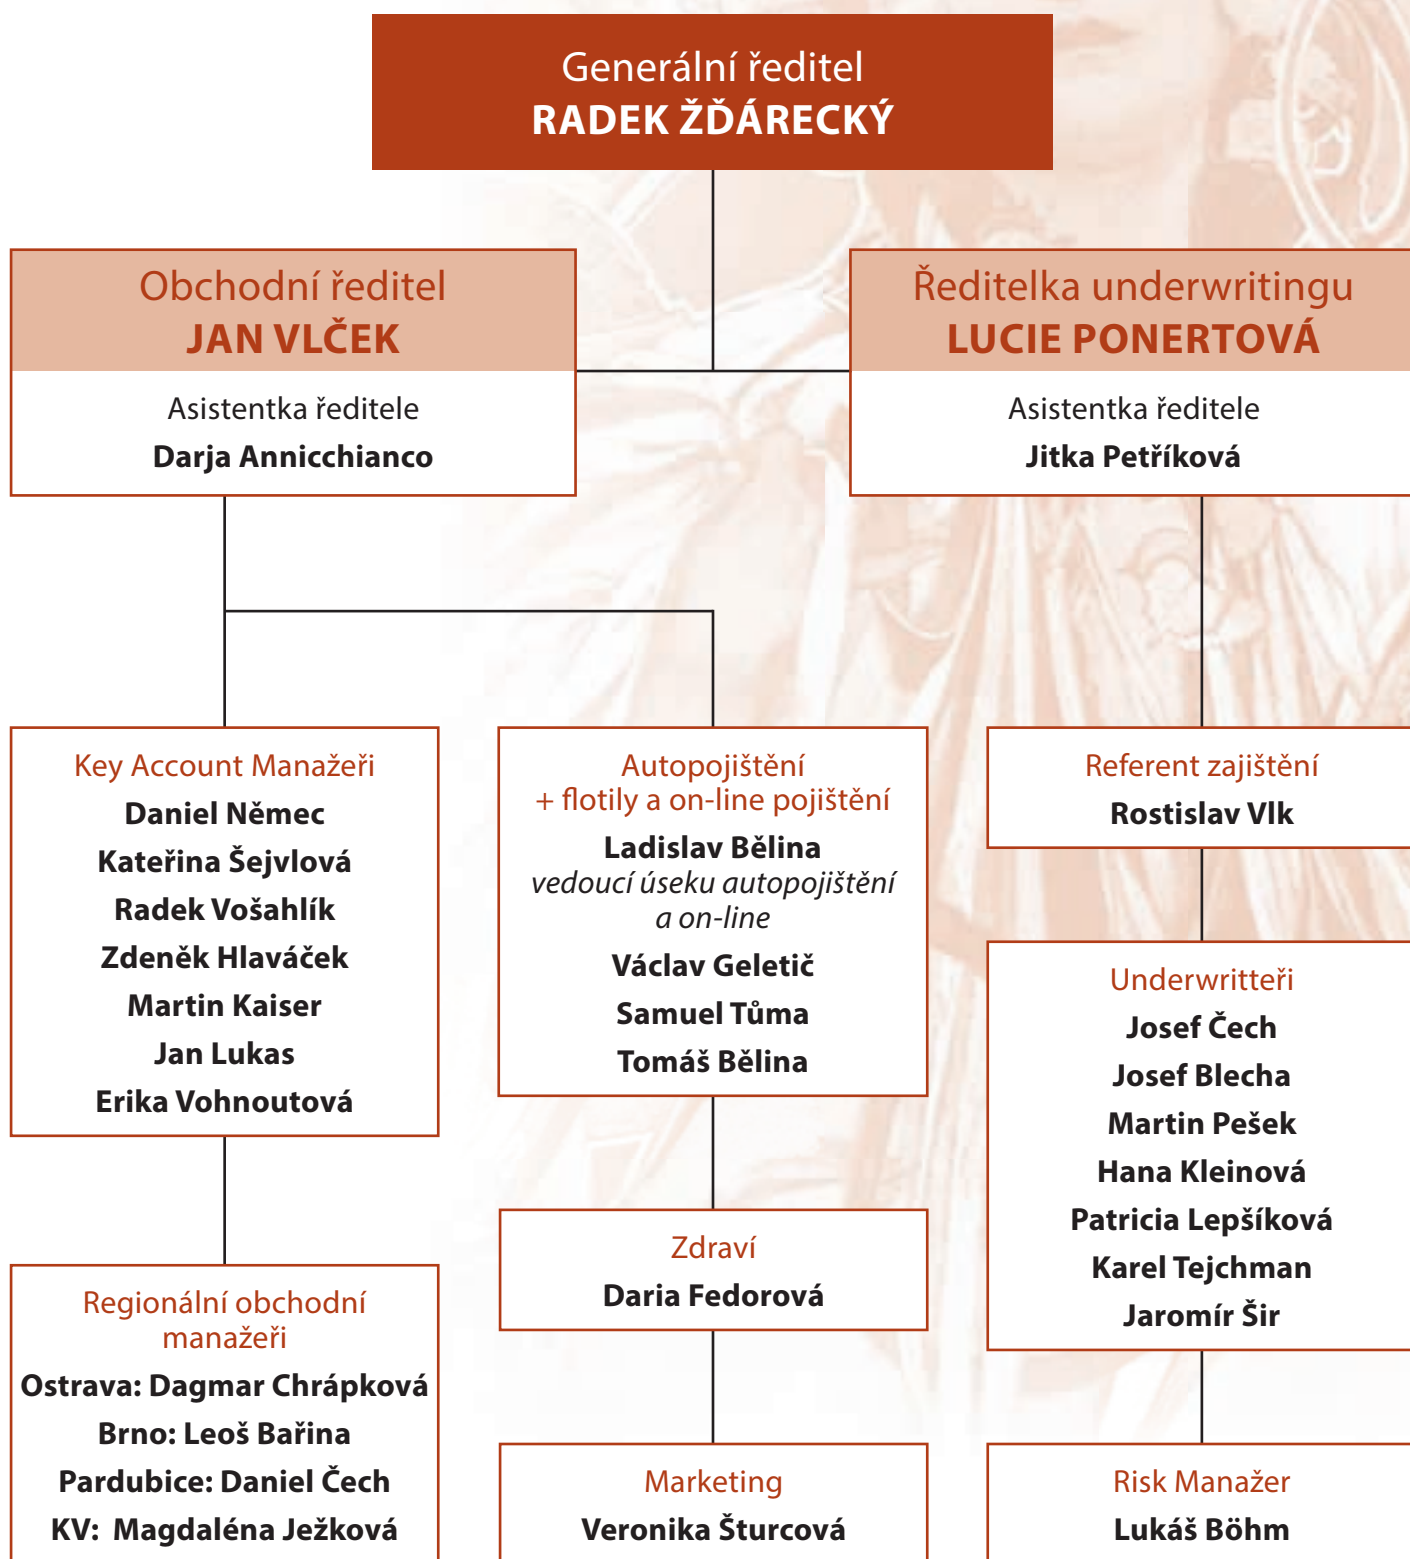 Generální ředitel
RADEK ŽĎÁRECKÝ
Obchodní ředitel
JAN VLČEK
Asistentka ředitele
Darja Annicchianco
Ředitelka underwritingu
LUCIE PONERTOVÁ
Asistentka ředitele
Jitka Petříková
Key Account Manažeři
Daniel Němec
Kateřina Šejvlová
Radek Vošahlík
Zdeněk Hlaváček
Martin Kaiser
Jan Lukas
Erika Vohnoutová
Regionální obchodní
manažeři
Ostrava: Dagmar Chrápková
Brno: Leoš Bařina
Pardubice: Daniel Čech
KV: Magdaléna Ježková
Autopojištění
+ flotily a on-line pojištění
Ladislav Bělina
vedoucí úseku autopojištění
a on-line
Václav Geletič
Samuel Tůma
Tomáš Bělina
Zdraví
Daria Fedorová
Marketing
Veronika Šturcová
Referent zajištění
Rostislav Vlk
Underwritteři
Josef Čech
Josef Blecha
Martin Pešek
Hana Kleinová
Patricia Lepšíková
Karel Tejchman
Jaromír Šir
Risk Manažer
Lukáš Böhm